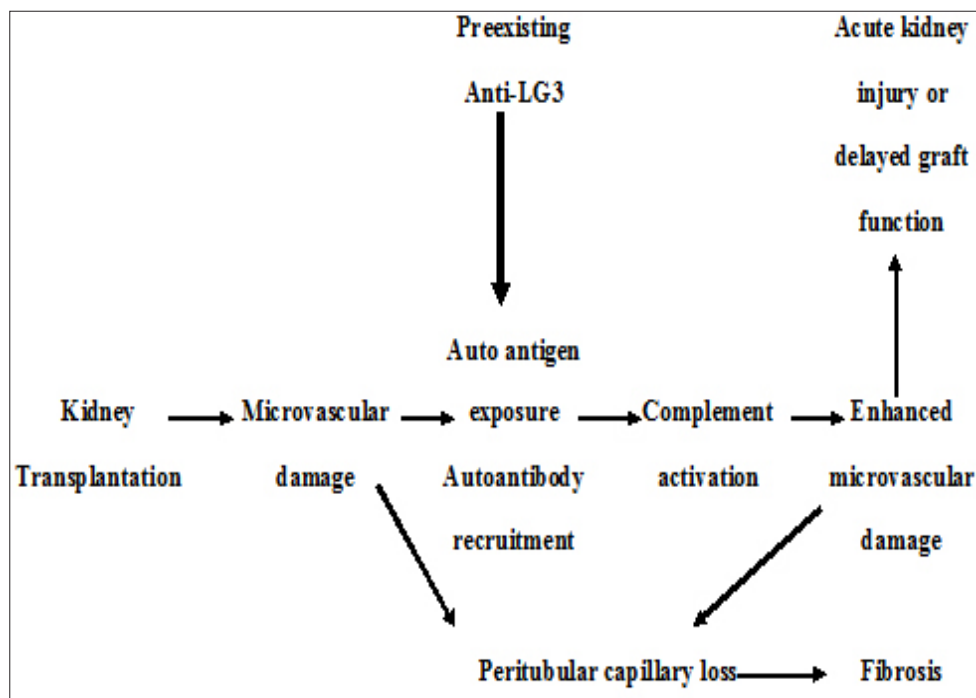 Preexisting
Anti-LG3
Acute kidney
injury or
delayed graft
function
Kidney
Transplantation
Microvascular
damage
Auto antigen
exposure
Autoantibody
recruitment
Complement
activation
Enhanced
microvascular
damage
Peritubular capillary loss
Fibrosis